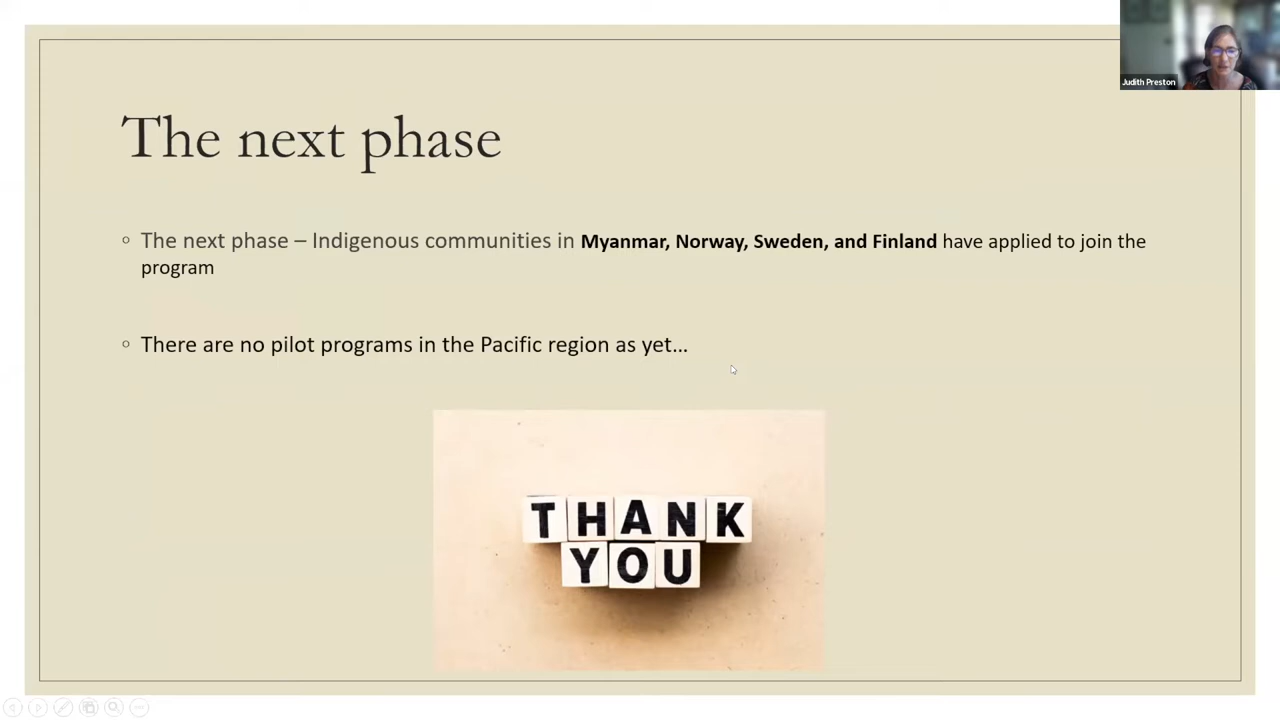 Judith Preston
The next phase
The next phase – Indigenous communities in Myanmar, Norway, Sweden, and Finland have applied to join the
program
There are no pilot programs in the Pacific region as yet...
THANK
YOU